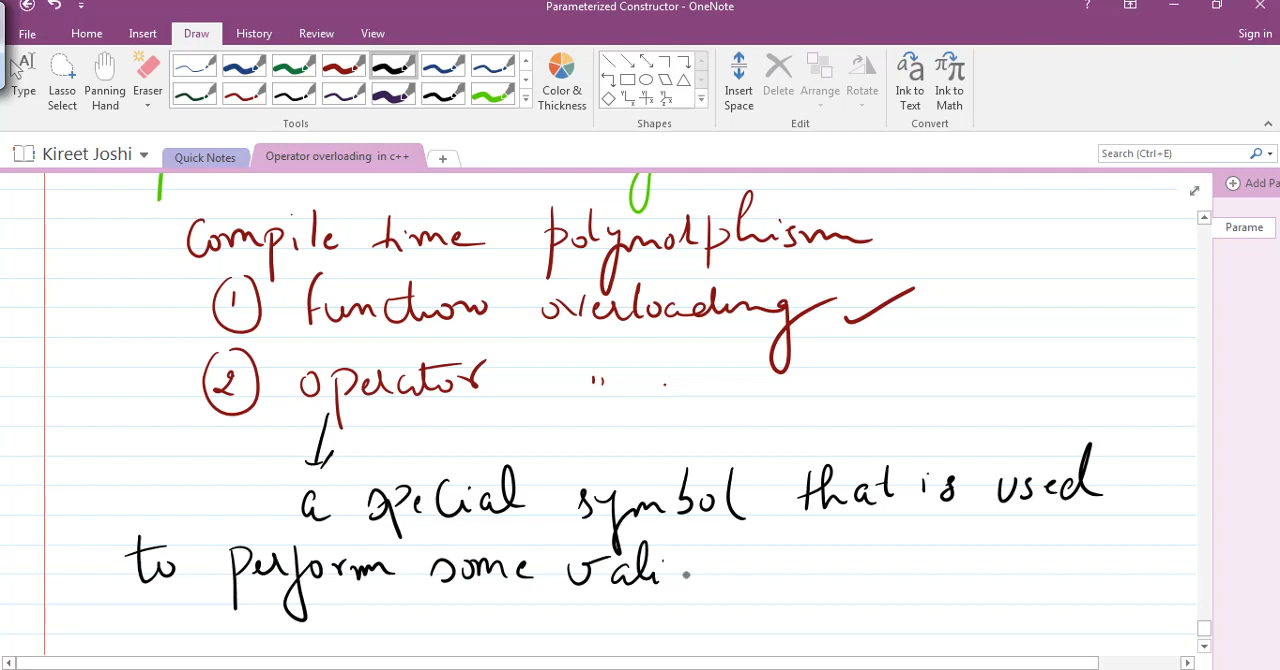 Parameterized Constructor - OneNote
?
File Home Insert Draw History Review View
Sign in
Type Lasso Select Panning Hand Eraser Color & Thickness Insert Space Delete Arrange Rotate Ink to Text Ink to Math
Tools Shapes Edit Convert
Kireet Joshi Quick Notes Operator overloading in c++ + Search (Ctrl+E)
Add Pa
Parame
Compile time polymorphism
1 function overloading
2 operator "
a special symbol that is used
to perform some vali